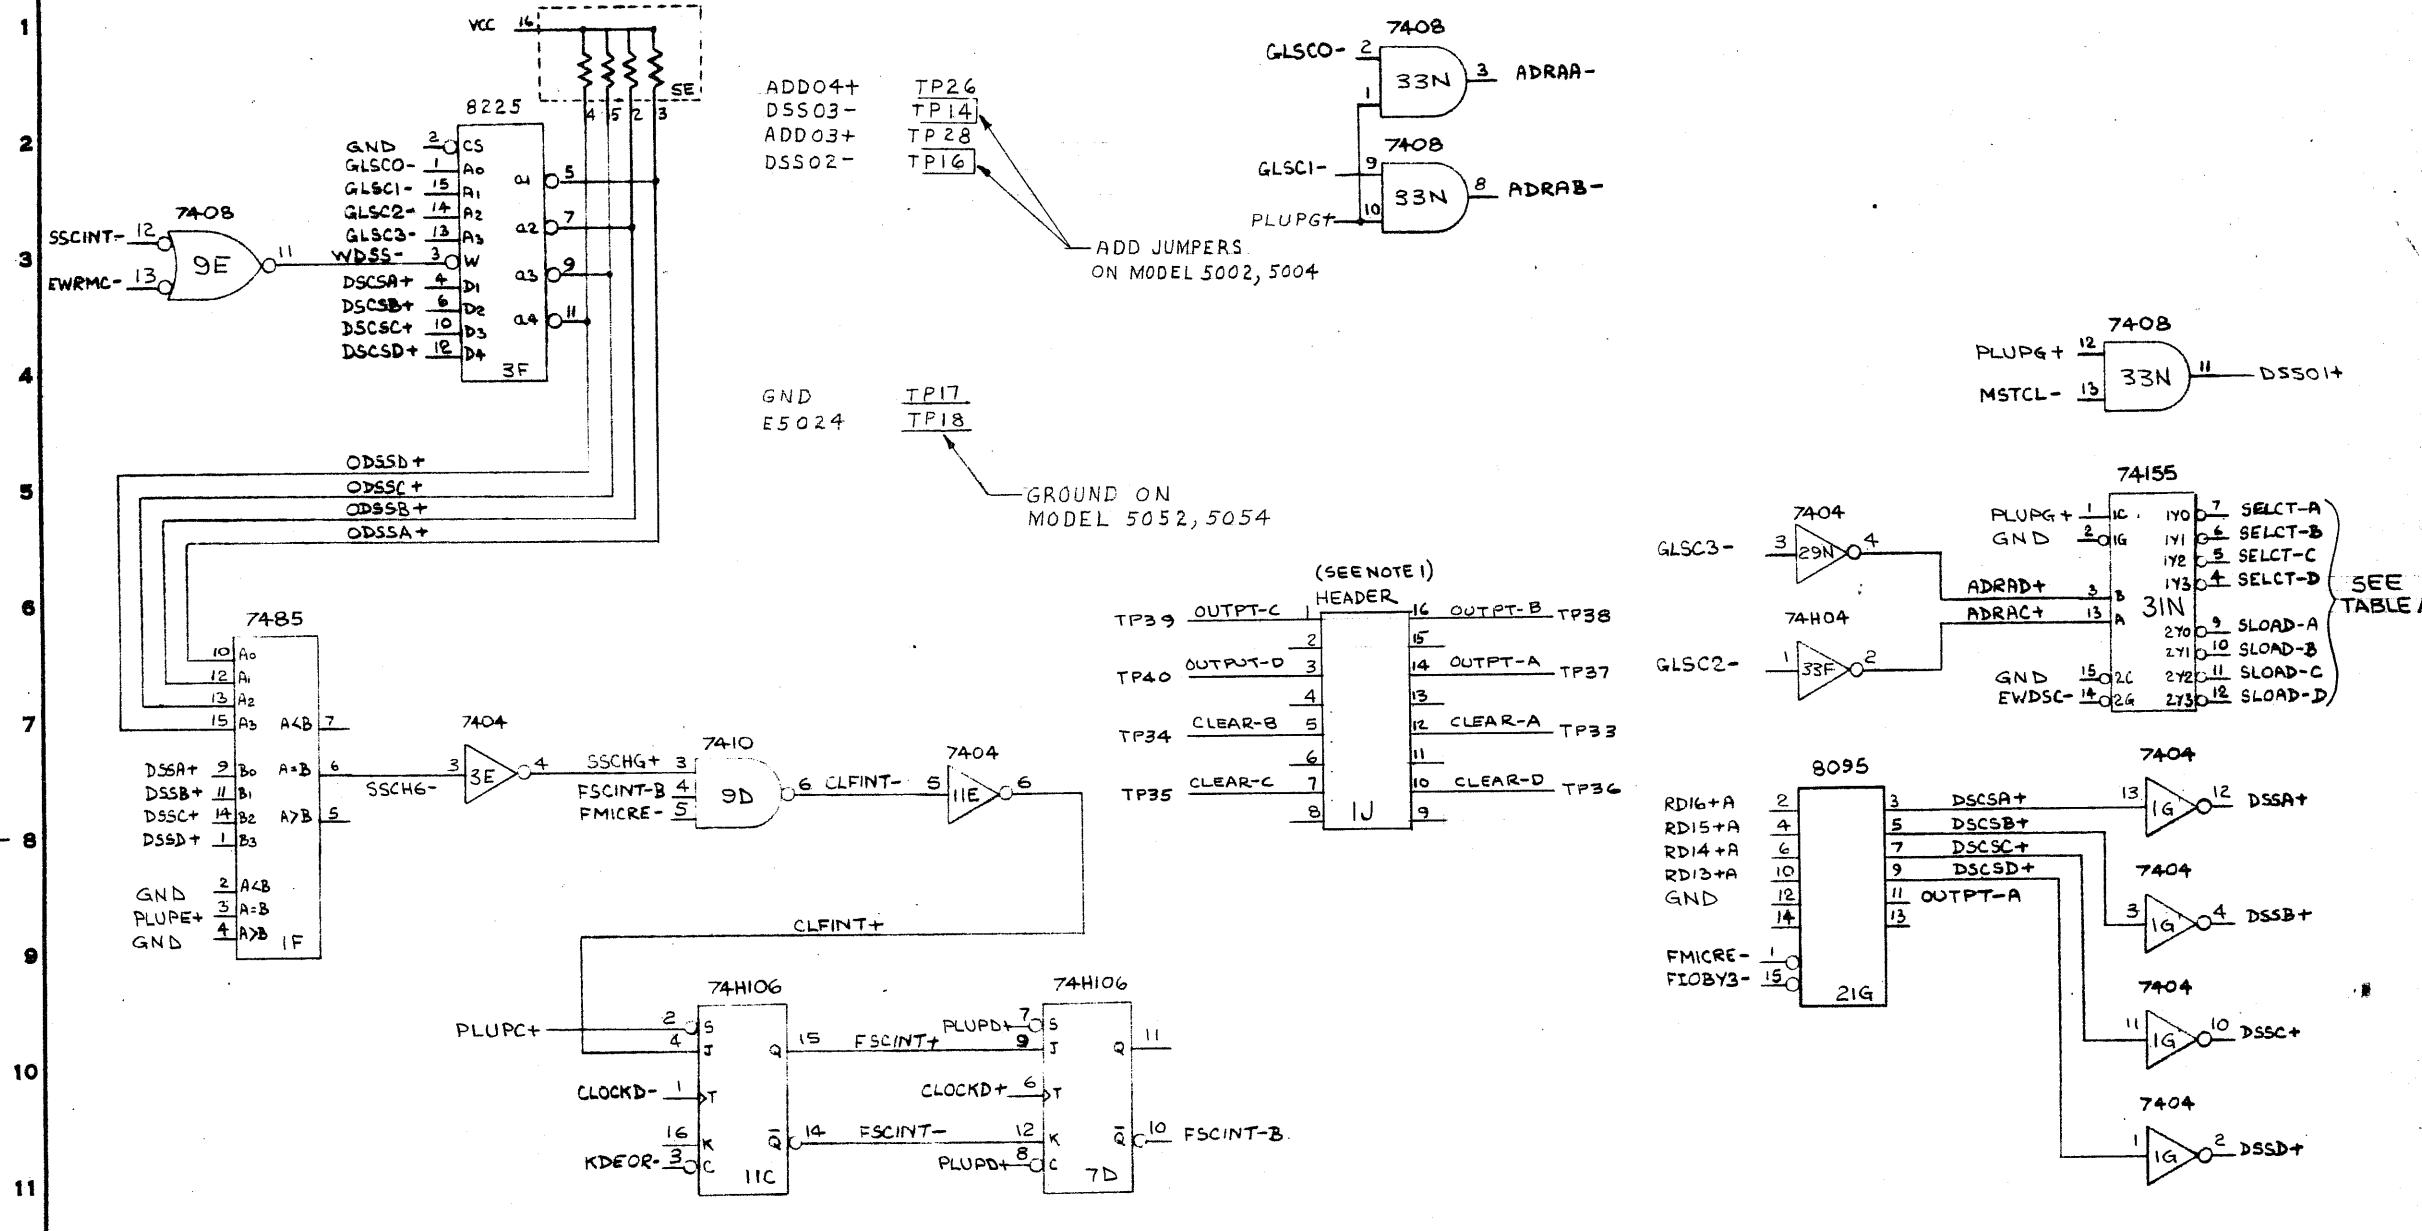 1
2
3
4
5
6
7
8
9
10
11
VCC 16
5E
4 5 2 3
8225
GND 2 CS
GLSC0- 1 A0
GLSC1- 15 A1
GLSC2- 14 A2
GLSC3- 13 A3
WDSS- 3 W
DSCSA+ 4 D1
DSCSB+ 6 D2
DSCSC+ 10 D3
DSCSD+ 12 D4
a1 5
a2 7
a3 9
a4 11
3F
7408
SSCINT- 12
EWRMC- 13
9E
11
ADD04+ TP26
DSS03- TP14
ADD03+ TP28
DSS02- TP16
ADD JUMPERS
ON MODEL 5002, 5004
GND TP17
E5024 TP18
GROUND ON
MODEL 5052, 5054
7408
GLSC0- 2
1
33N
3 ADRAA-
7408
GLSC1- 9
PLUPG+ 10
33N
8 ADRAB-
7408
PLUPG+ 12
MSTCL- 13
33N
11 DSS01+
ODSSD+
ODSSC+
ODSSB+
ODSSA+
7485
10 A0
12 A1
13 A2
15 A3
A<B 7
DSSA+ 9 B0
A=B 6
DSSB+ 11 B1
DSSC+ 14 B2
A>B 5
DSSD+ 1 B3
GND 2 A<B
PLUPE+ 3 A=B
GND 4 A>B
1F
SSCHG-
7404
3 3E 4
SSCHG+ 3
FSCINT-B 4
FMICRE- 5
7410
9D
6 CLFINT- 5
7404
11E
6
CLFINT+
74H106
PLUPC+ 2 S
4 J
Q 15
CLOCKD- 1 T
16 K
Q̅ 14
KDEOR- 3 C
11C
FSCINT+
FSCINT-
74H106
PLUPD+ 7 S
9 J
Q 11
CLOCKD+ 6 T
12 K
Q̅ 10 FSCINT-B
PLUPD+ 8 C
7D
(SEE NOTE 1)
HEADER
TP39 OUTPT-C 1
16 OUTPT-B TP38
2
15
TP40 OUTPUT-D 3
14 OUTPT-A TP37
4
13
TP34 CLEAR-B 5
12 CLEAR-A TP33
6
11
TP35 CLEAR-C 7
10 CLEAR-D TP36
8
9
1J
7404
GLSC3- 3 29N 4
74H04
GLSC2- 1 33F 2
74155
PLUPG+ 1 1C
GND 2 1G
ADRAD+ 3 B
ADRAC+ 13 A
GND 15 2C
EWDSC- 14 2G
31N
1Y0 7 SELCT-A
1Y1 6 SELCT-B
1Y2 5 SELCT-C
1Y3 4 SELCT-D
2Y0 9 SLOAD-A
2Y1 10 SLOAD-B
2Y2 11 SLOAD-C
2Y3 12 SLOAD-D
SEE
TABLE
8095
RD16+A 2
RD15+A 4
RD14+A 6
RD13+A 10
GND 12
14
FMICRE- 1
FIOBY3- 15
21G
3 DSCSA+
5 DSCSB+
7 DSCSC+
9 DSCSD+
11 OUTPT-A
13
7404
13 1G 12 DSSA+
7404
3 1G 4 DSSB+
7404
11 1G 10 DSSC+
7404
1 1G 2 DSSD+